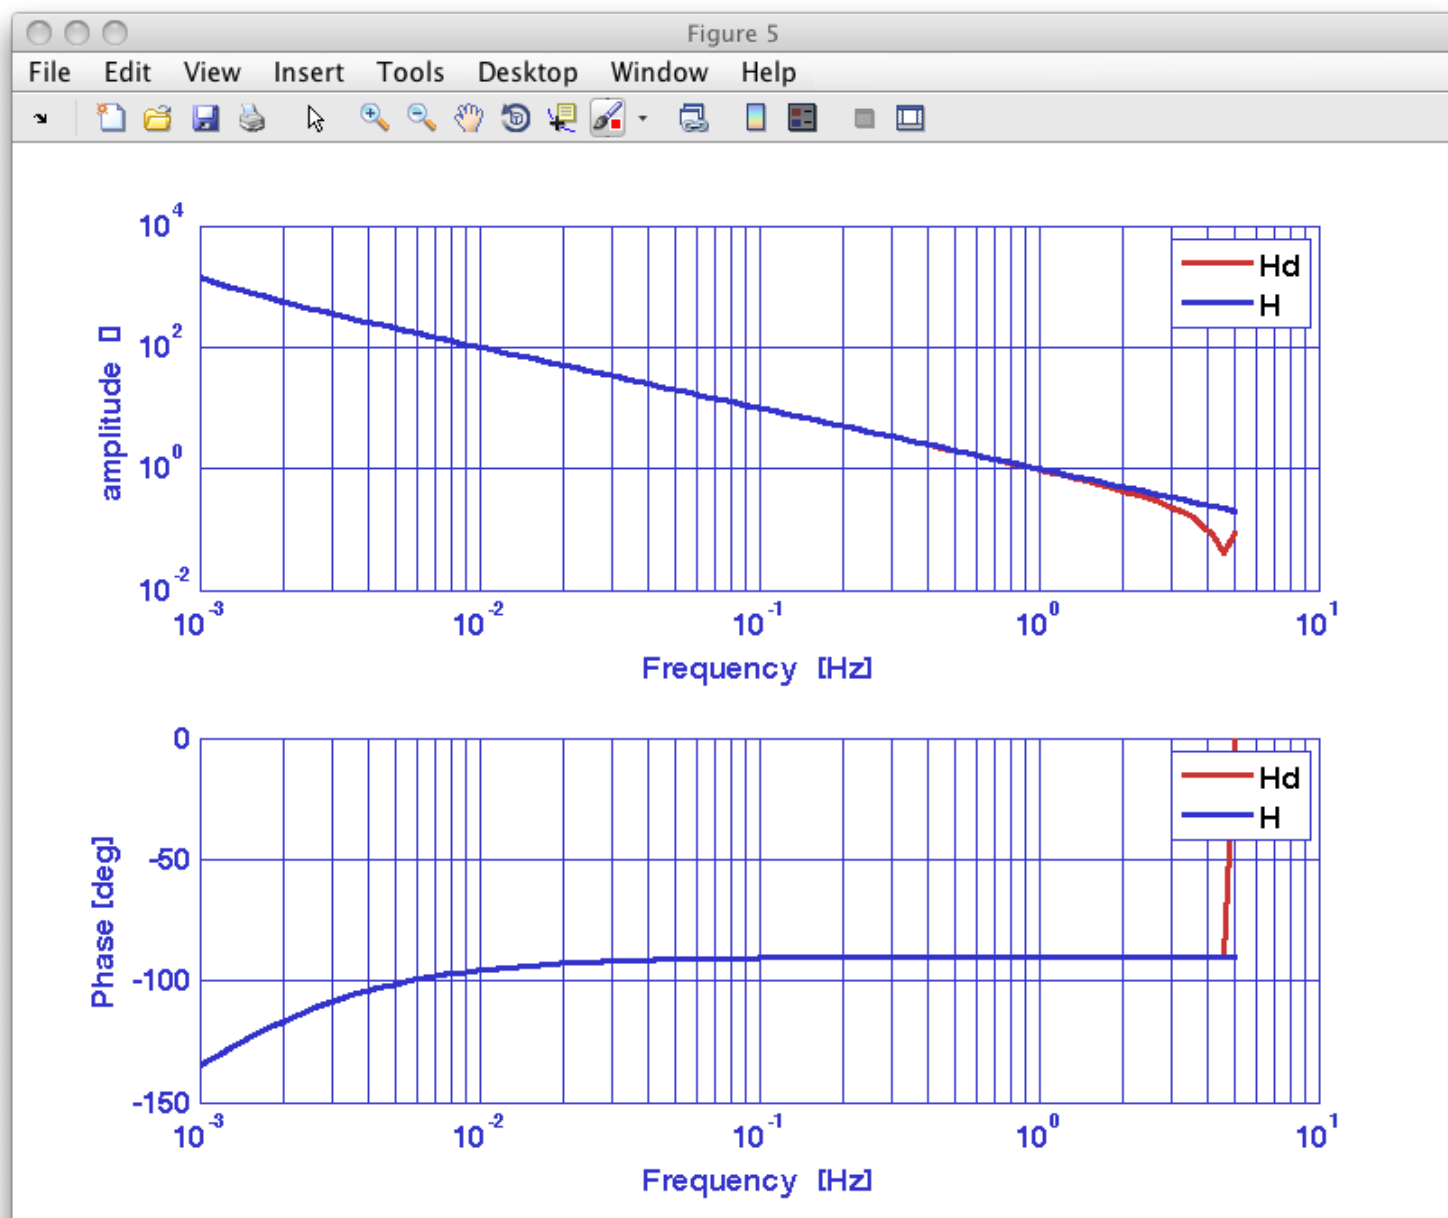 Figure 5
File Edit View Insert Tools Desktop Window Help
10^4
10^2
10^0
10^-2
amplitude []
Hd
H
10^-3 10^-2 10^-1 10^0 10^1
Frequency [Hz]
0
-50
-100
-150
Phase [deg]
Hd
H
10^-3 10^-2 10^-1 10^0 10^1
Frequency [Hz]